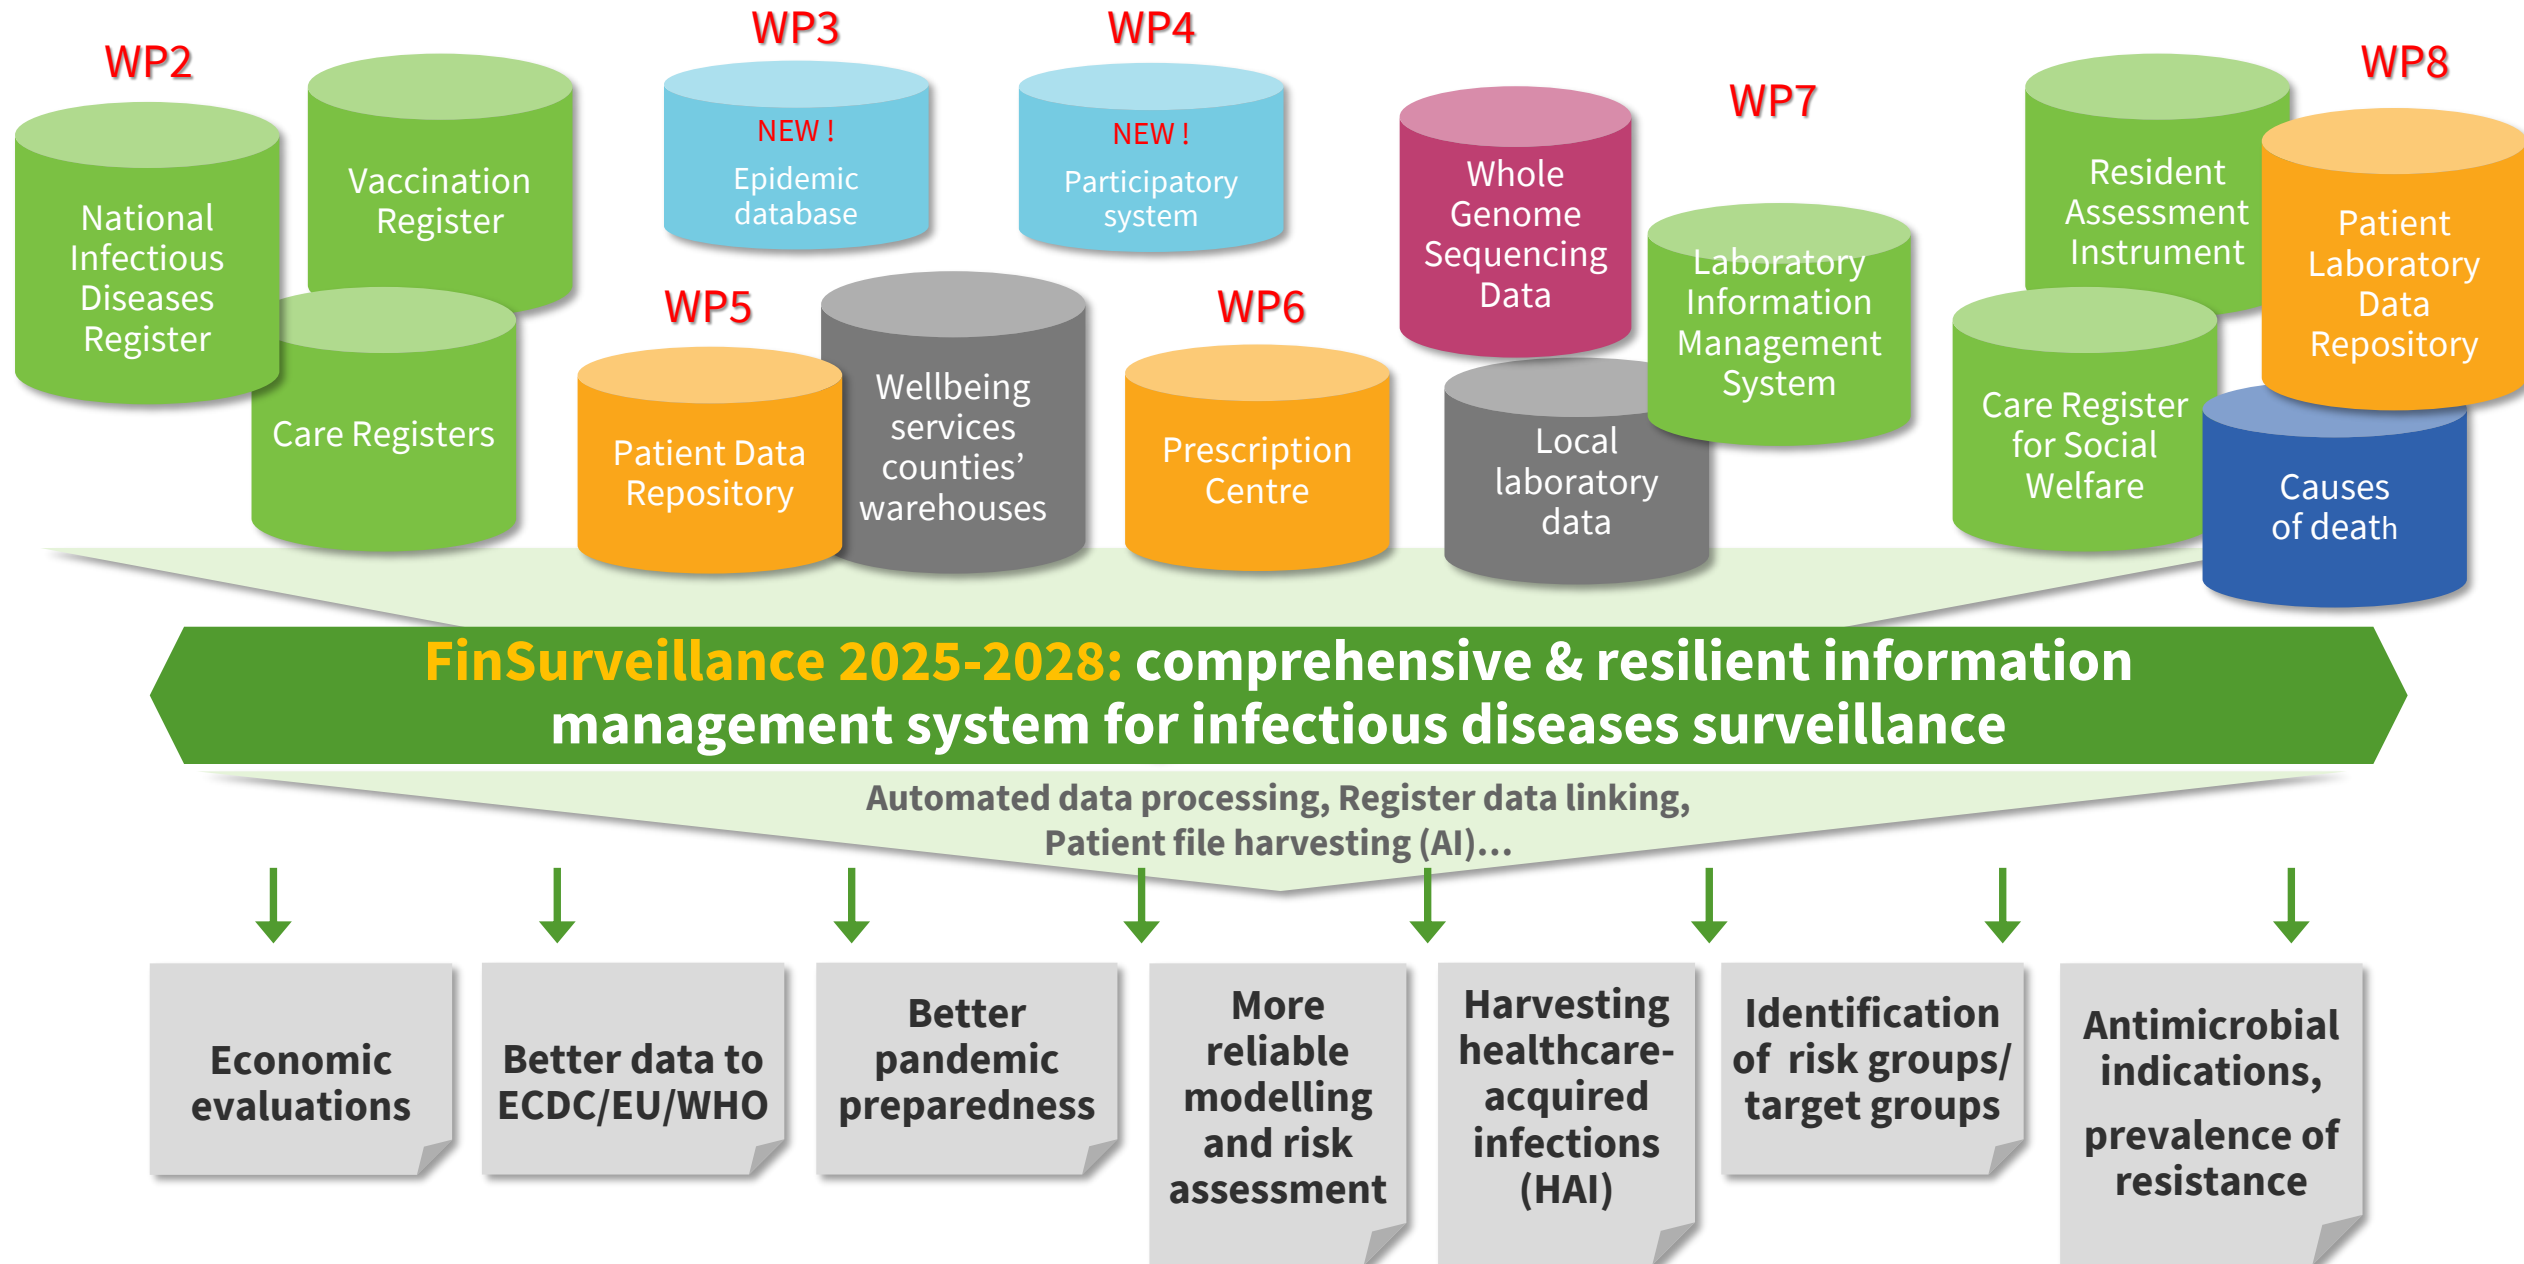 WP2
National
Infectious
Diseases
Register
Vaccination
Register
Care Registers
WP3
NEW !
Epidemic
database
WP4
NEW !
Participatory
system
WP5
Patient Data
Repository
Wellbeing
services
counties’
warehouses
WP6
Prescription
Centre
Whole
Genome
Sequencing
Data
WP7
Laboratory
Information
Management
System
Local
laboratory
data
Resident
Assessment
Instrument
WP8
Patient
Laboratory
Data
Repository
Care Register
for Social
Welfare
Causes
of death
FinSurveillance 2025-2028: comprehensive & resilient information
management system for infectious diseases surveillance
Automated data processing, Register data linking,
Patient file harvesting (AI)...
Economic
evaluations
Better data to
ECDC/EU/WHO
Better
pandemic
preparedness
More
reliable
modelling
and risk
assessment
Harvesting
healthcare-
acquired
infections
(HAI)
Identification
of risk groups/
target groups
Antimicrobial
indications,
prevalence of
resistance